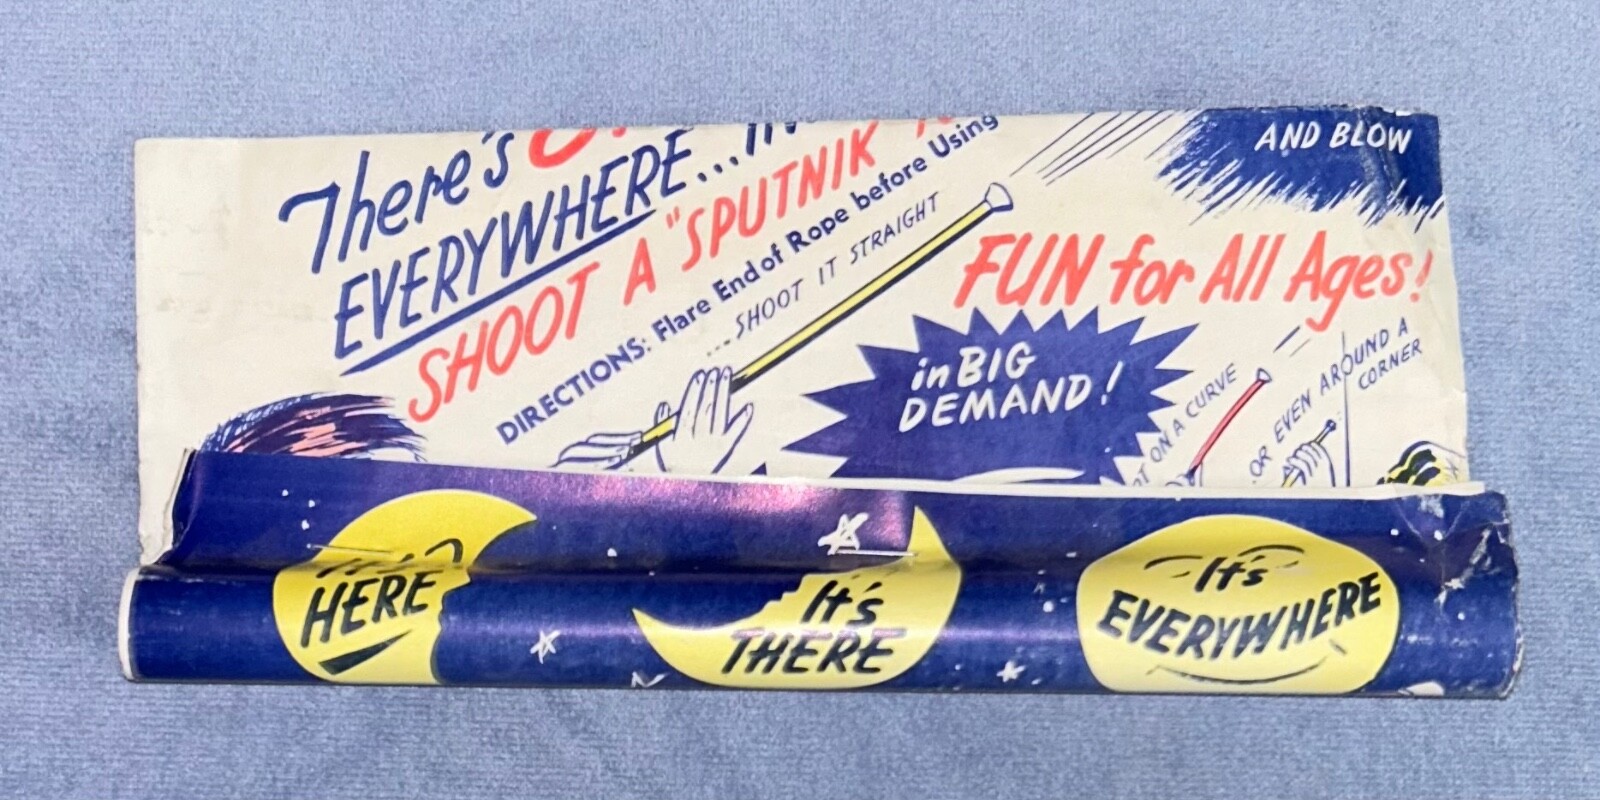 There's
EVERYWHERE...
SHOOT A "SPUTNIK
DIRECTIONS: Flare End of Rope before Using
...SHOOT IT STRAIGHT
AND BLOW
FUN for All Ages!
in BIG
DEMAND!
ON A CURVE
OR EVEN AROUND A
CORNER
It's
HERE
It's
THERE
It's
EVERYWHERE